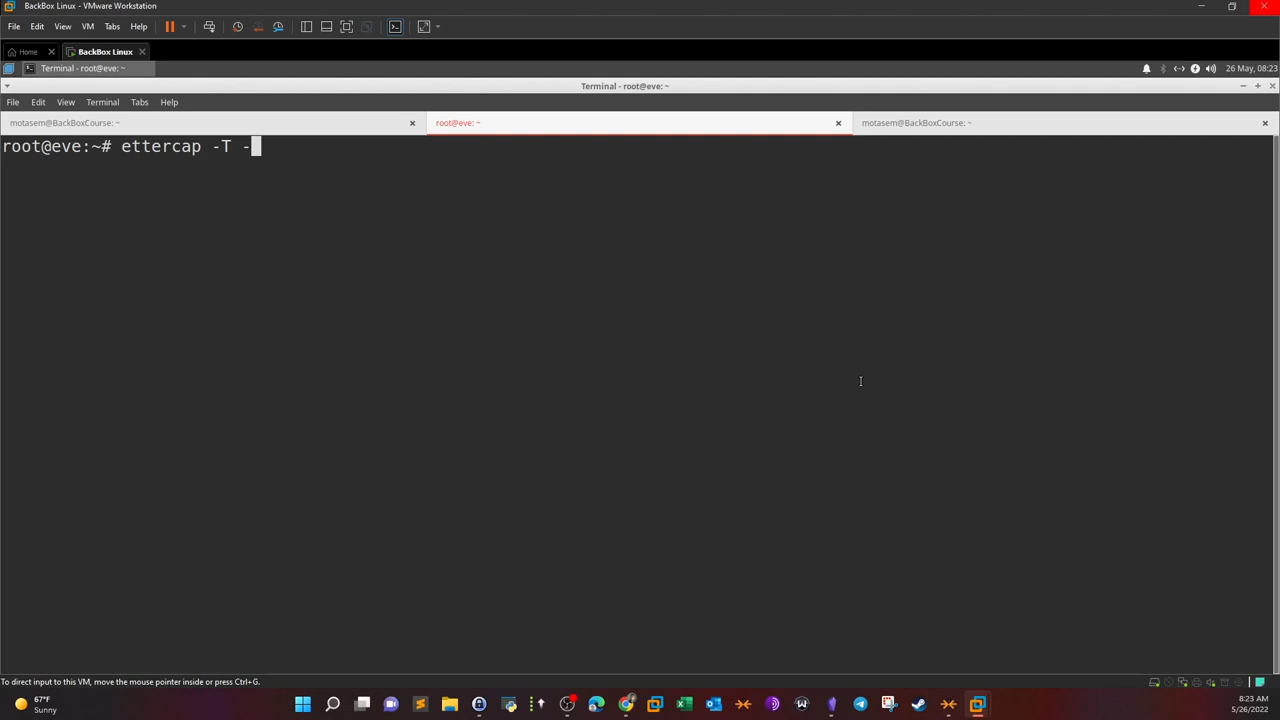 BackBox Linux - VMware Workstation
File Edit View VM Tabs Help
Home BackBox Linux
Terminal - root@eve: ~ 26 May, 08:23
Terminal - root@eve: ~
File Edit View Terminal Tabs Help
motasem@BackBoxCourse: ~ root@eve: ~ motasem@BackBoxCourse: ~
root@eve:~# ettercap -T -
To direct input to this VM, move the mouse pointer inside or press Ctrl+G.
67°F
Sunny
8:23 AM
5/26/2022